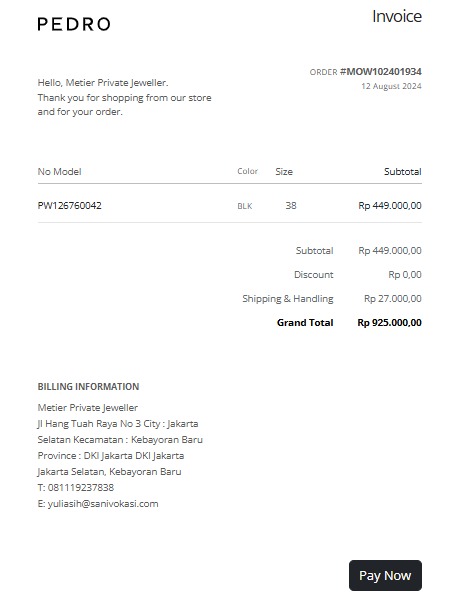 PEDRO
Invoice
ORDER #MOW102401934
12 August 2024
Hello, Metier Private Jeweller.
Thank you for shopping from our store
and for your order.
No Model Color Size Subtotal
PW126760042 BLK 38 Rp 449.000,00
Subtotal Rp 449.000,00
Discount Rp 0,00
Shipping & Handling Rp 27.000,00
Grand Total Rp 925.000,00
BILLING INFORMATION
Metier Private Jeweller
Jl Hang Tuah Raya No 3 City : Jakarta
Selatan Kecamatan : Kebayoran Baru
Province : DKI Jakarta DKI Jakarta
Jakarta Selatan, Kebayoran Baru
T: 081119237838
E: yuliasih@sanivokasi.com
Pay Now